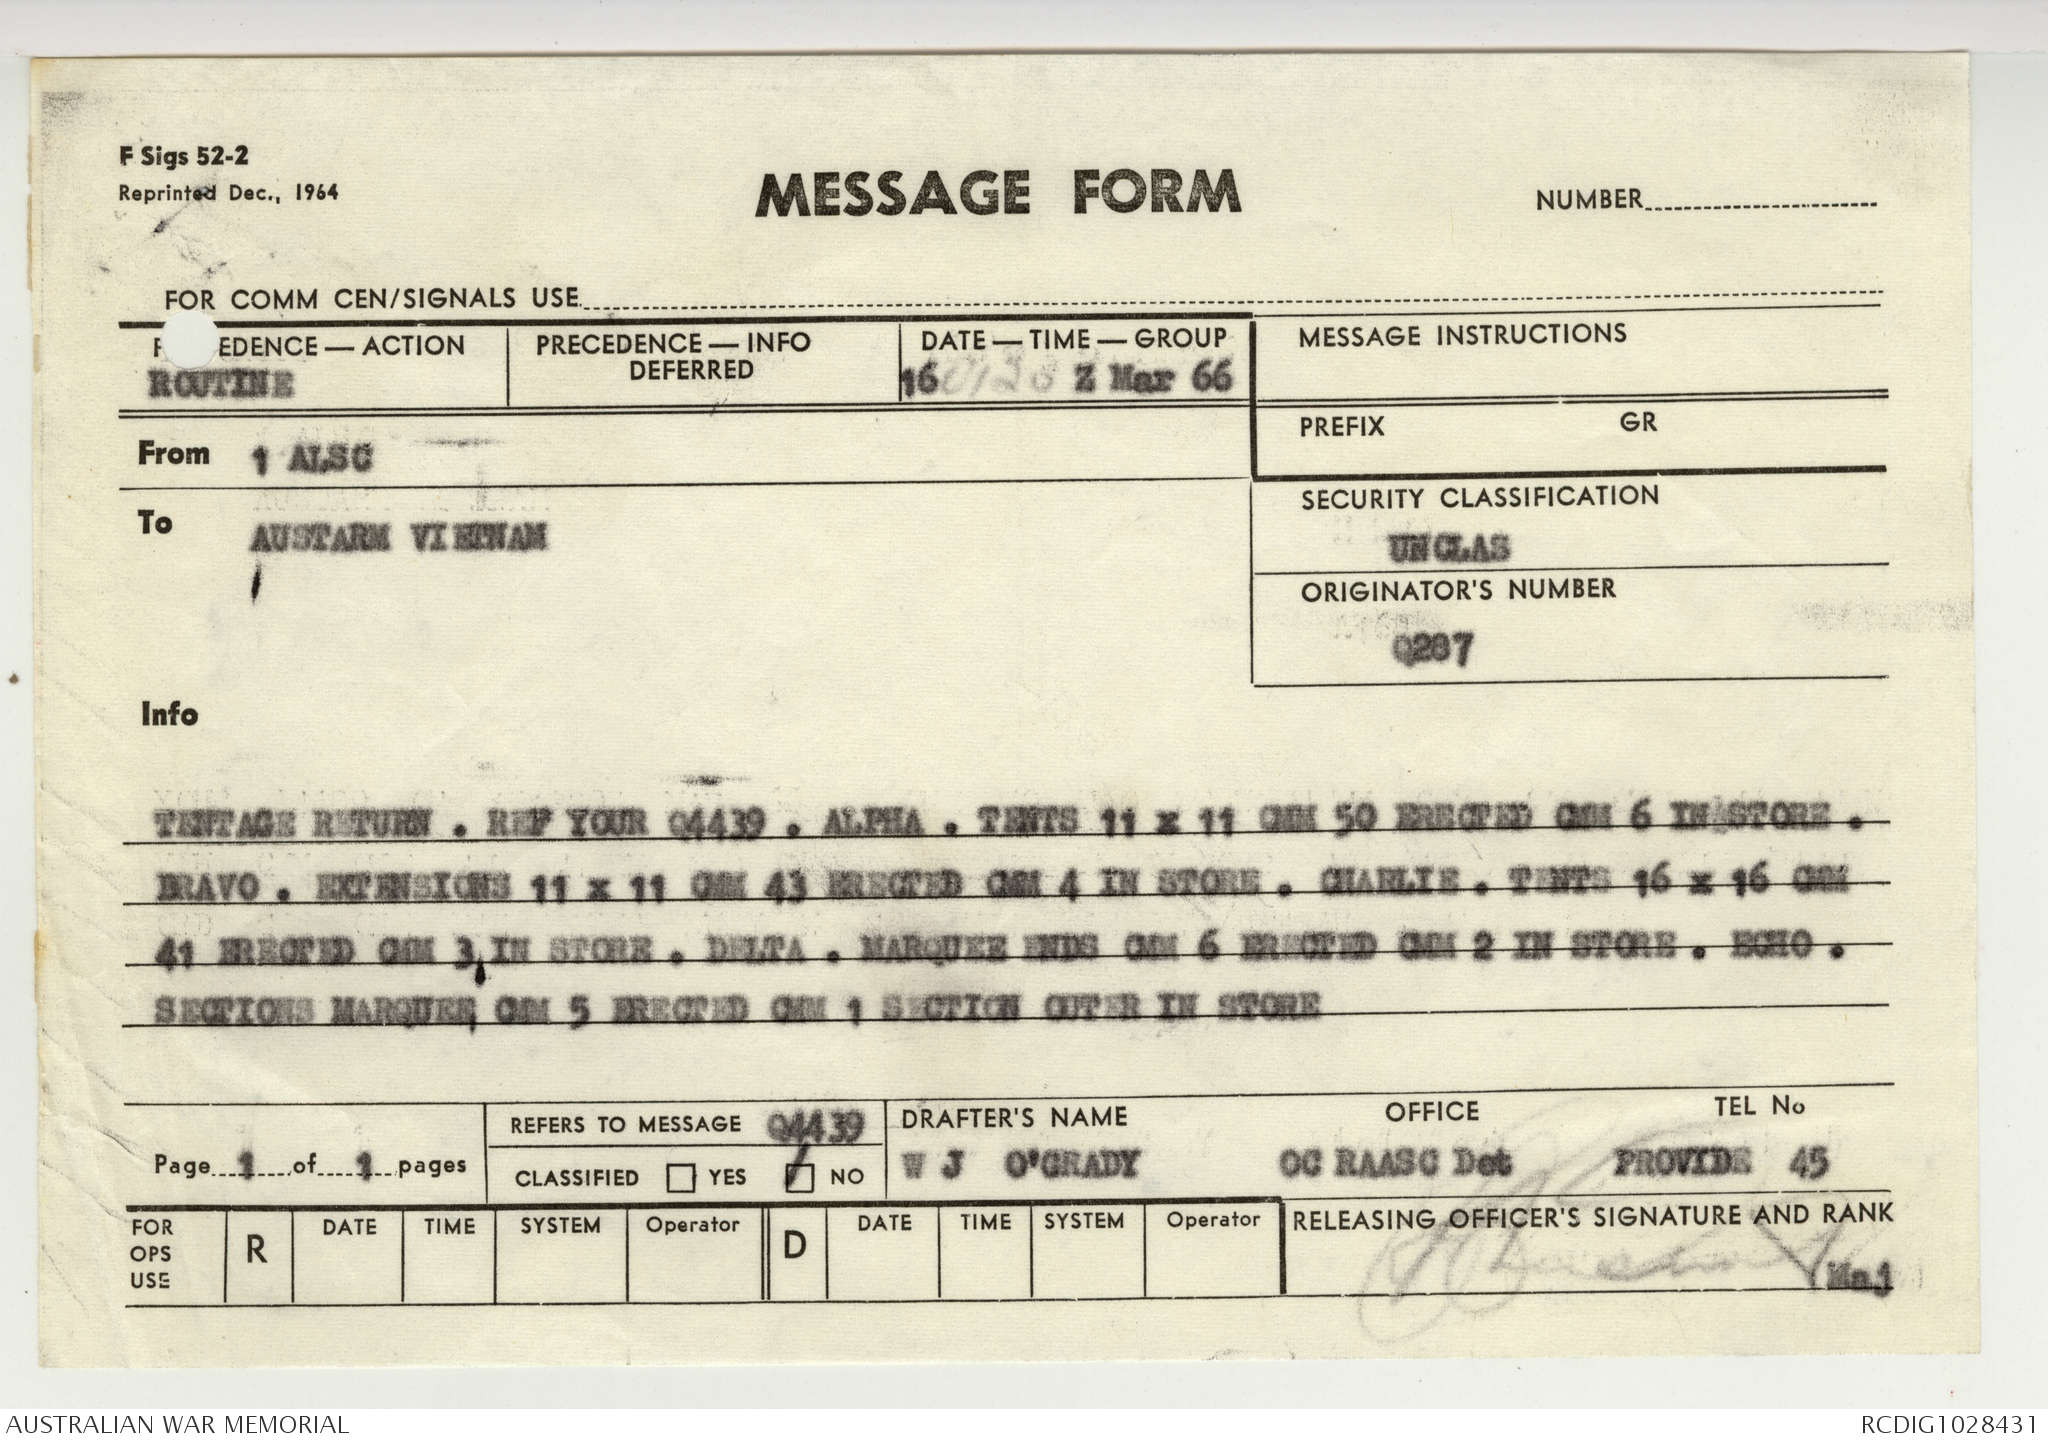 F Sigs 52-2
Reprinted Dec., 1964
MESSAGE FORM
NUMBER
FOR COMM CEN/SIGNALS USE
EDENCE — ACTION
ROUTINE
PRECEDENCE — INFO
DEFERRED
DATE — TIME — GROUP
16 Z Mar 66
MESSAGE INSTRUCTIONS
PREFIX GR
From 1 ALSC
To AUSTARM VIETNAM
SECURITY CLASSIFICATION
UNCLAS
ORIGINATOR'S NUMBER
Q287
Info
TENTAGE RETURN . REF YOUR Q4439 . ALPHA . TENTS 11 x 11 CMM 50 ERECTED CMM 6 IN STORE .
BRAVO . EXTENSIONS 11 x 11 CMM 43 ERECTED CMM 4 IN STORE . CHARLIE . TENTS 16 x 16 CMM
41 ERECTED CMM 3 IN STORE . DELTA . MARQUEE ENDS CMM 6 ERECTED CMM 2 IN STORE . ECHO .
SECTIONS MARQUEE CMM 5 ERECTED CMM 1 SECTION OUTER IN STORE
Page 1 of 1 pages
REFERS TO MESSAGE Q4439
CLASSIFIED YES NO
DRAFTER'S NAME OFFICE TEL No
W J O'GRADY OC RAASC Det PROVIDE 45
FOR OPS USE
R DATE TIME SYSTEM Operator
D DATE TIME SYSTEM Operator
RELEASING OFFICER'S SIGNATURE AND RANK
Maj
AUSTRALIAN WAR MEMORIAL
RCDIG1028431